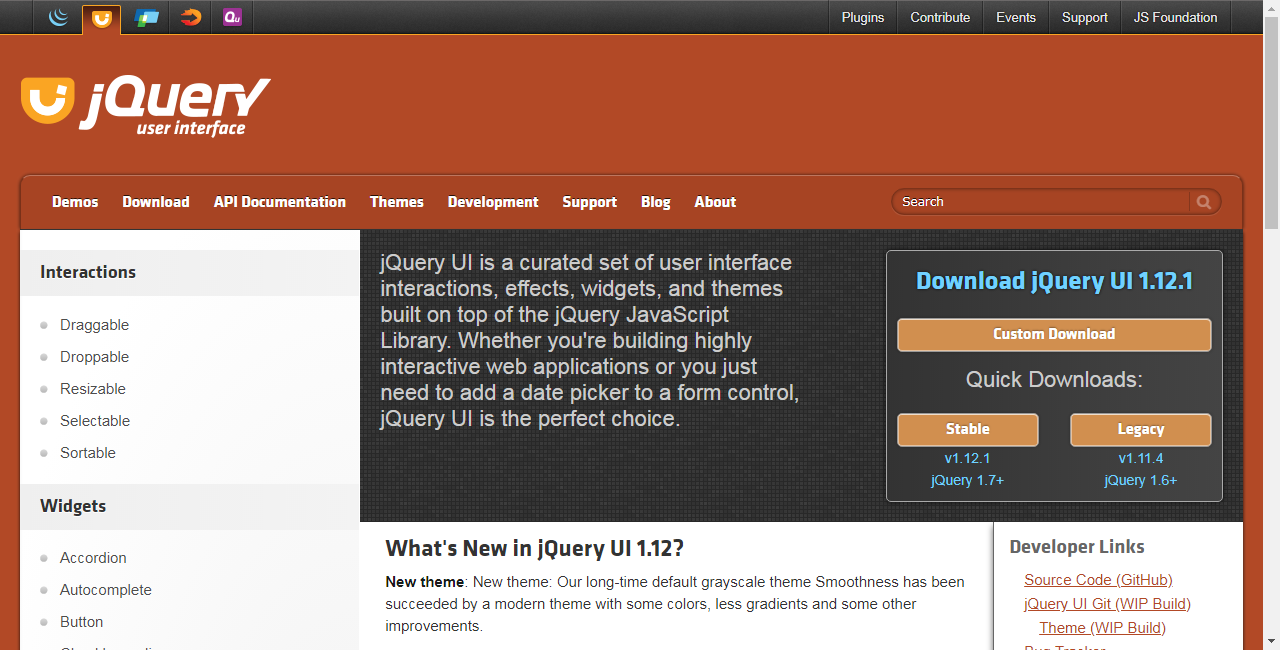 Plugins
Contribute
Events
Support
JS Foundation
jQuery
user interface
Demos
Download
API Documentation
Themes
Development
Support
Blog
About
Search
Interactions
Draggable
Droppable
Resizable
Selectable
Sortable
Widgets
Accordion
Autocomplete
Button
jQuery UI is a curated set of user interface
interactions, effects, widgets, and themes
built on top of the jQuery JavaScript
Library. Whether you're building highly
interactive web applications or you just
need to add a date picker to a form control,
jQuery UI is the perfect choice.
Download jQuery UI 1.12.1
Custom Download
Quick Downloads:
Stable
v1.12.1
jQuery 1.7+
Legacy
v1.11.4
jQuery 1.6+
What's New in jQuery UI 1.12?
New theme: New theme: Our long-time default grayscale theme Smoothness has been
succeeded by a modern theme with some colors, less gradients and some other
improvements.
Developer Links
Source Code (GitHub)
jQuery UI Git (WIP Build)
Theme (WIP Build)